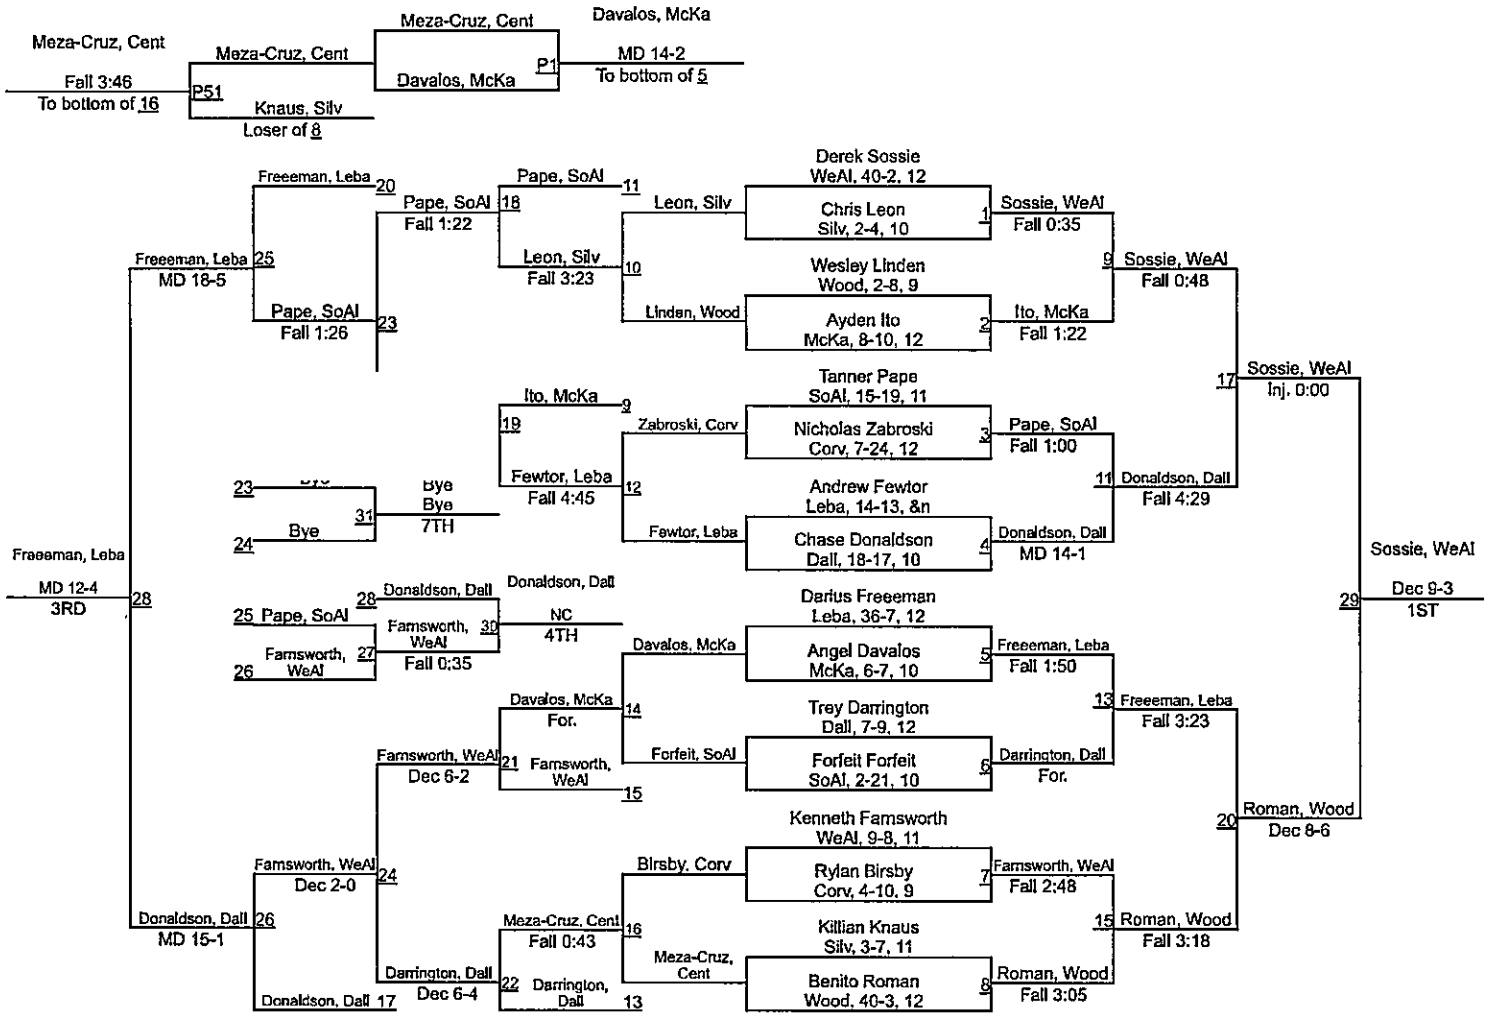 Meza-Cruz, Cent
Fall 3:46
To bottom of 16
P51
Meza-Cruz, Cent
Knaus, Silv
Loser of 8
Meza-Cruz, Cent
Davalos, McKa
P1
Davalos, McKa
MD 14-2
To bottom of 5
Derek Sossie
WeAl, 40-2, 12
Chris Leon
Silv, 2-4, 10
1
Sossie, WeAl
Fall 0:35
Wesley Linden
Wood, 2-8, 9
Ayden Ito
McKa, 8-10, 12
2
Ito, McKa
Fall 1:22
9
Sossie, WeAl
Fall 0:48
Tanner Pape
SoAl, 15-19, 11
Nicholas Zabroski
Corv, 7-24, 12
3
Pape, SoAl
Fall 1:00
Andrew Fewtor
Leba, 14-13, &n
Chase Donaldson
Dall, 18-17, 10
4
Donaldson, Dall
MD 14-1
11
Donaldson, Dall
Fall 4:29
17
Sossie, WeAl
Inj. 0:00
Darius Freeeman
Leba, 36-7, 12
Angel Davalos
McKa, 6-7, 10
5
Freeeman, Leba
Fall 1:50
Trey Darrington
Dall, 7-9, 12
Forfeit Forfeit
SoAl, 2-21, 10
6
Darrington, Dall
For.
13
Freeeman, Leba
Fall 3:23
Kenneth Farnsworth
WeAl, 9-8, 11
Rylan Birsby
Corv, 4-10, 9
7
Farnsworth, WeAl
Fall 2:48
Killian Knaus
Silv, 3-7, 11
Benito Roman
Wood, 40-3, 12
8
Roman, Wood
Fall 3:05
15
Roman, Wood
Fall 3:18
20
Roman, Wood
Dec 8-6
29
Sossie, WeAl
Dec 9-3
1ST
Leon, Silv
Linden, Wood
10
Leon, Silv
Fall 3:23
Pape, SoAl
11
18
Pape, SoAl
Fall 1:22
23
Pape, SoAl
Fall 1:26
Freeeman, Leba
20
25
Freeeman, Leba
MD 18-5
Zabroski, Corv
Fewtor, Leba
12
Fewtor, Leba
Fall 4:45
Ito, McKa
9
19
23
Bye
24
Bye
31
Bye
Bye
7TH
Freeeman, Leba
MD 12-4
3RD
28
28
Donaldson, Dall
25
Pape, SoAl
26
Farnsworth,
WeAl
27
Farnsworth,
WeAl
Fall 0:35
30
Donaldson, Dall
NC
4TH
Davalos, McKa
Forfeit, SoAl
14
Davalos, McKa
For.
Farnsworth,
WeAl
15
21
Farnsworth, WeAl
Dec 6-2
Birsby, Corv
Meza-Cruz,
Cent
16
Meza-Cruz, Cent
Fall 0:43
Darrington,
Dall
13
22
Darrington, Dall
Dec 6-4
24
Farnsworth, WeAl
Dec 2-0
Donaldson, Dall
17
26
Donaldson, Dall
MD 15-1